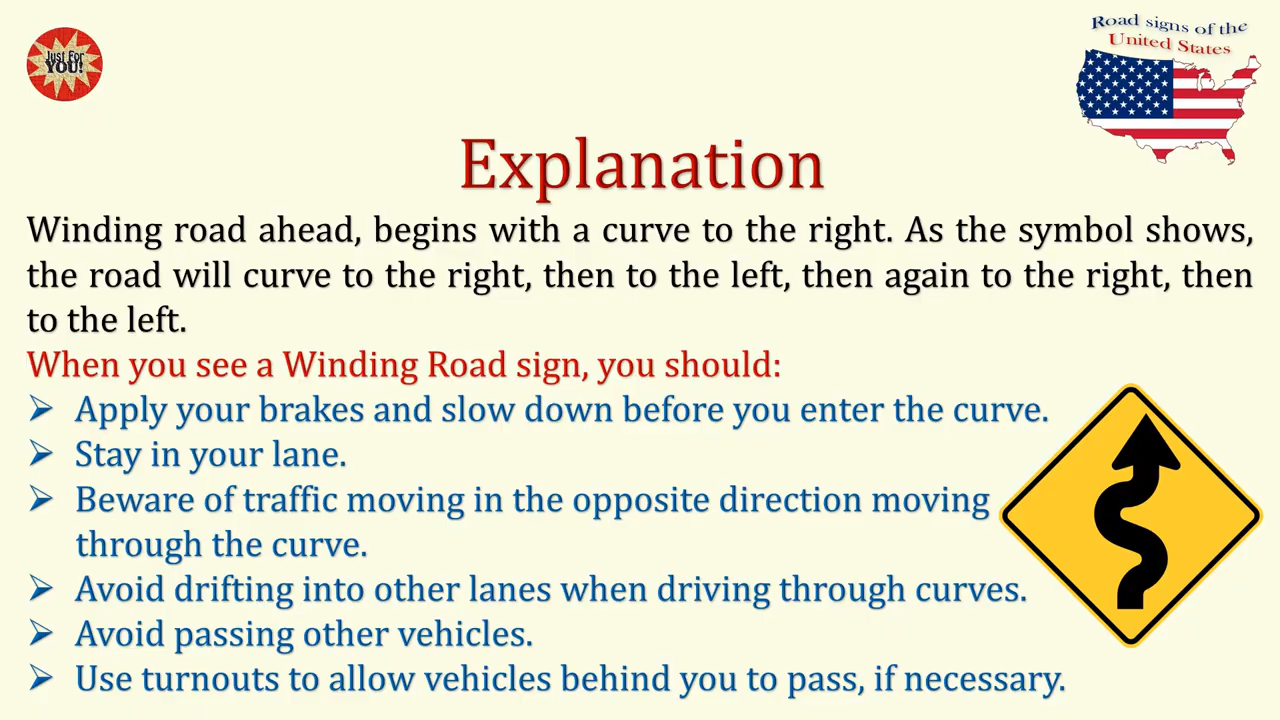 Just For
YOU!
Road signs of the
United States
Explanation
Winding road ahead, begins with a curve to the right. As the symbol shows,
the road will curve to the right, then to the left, then again to the right, then
to the left.
When you see a Winding Road sign, you should:
➢ Apply your brakes and slow down before you enter the curve.
➢ Stay in your lane.
➢ Beware of traffic moving in the opposite direction moving
through the curve.
➢ Avoid drifting into other lanes when driving through curves.
➢ Avoid passing other vehicles.
➢ Use turnouts to allow vehicles behind you to pass, if necessary.